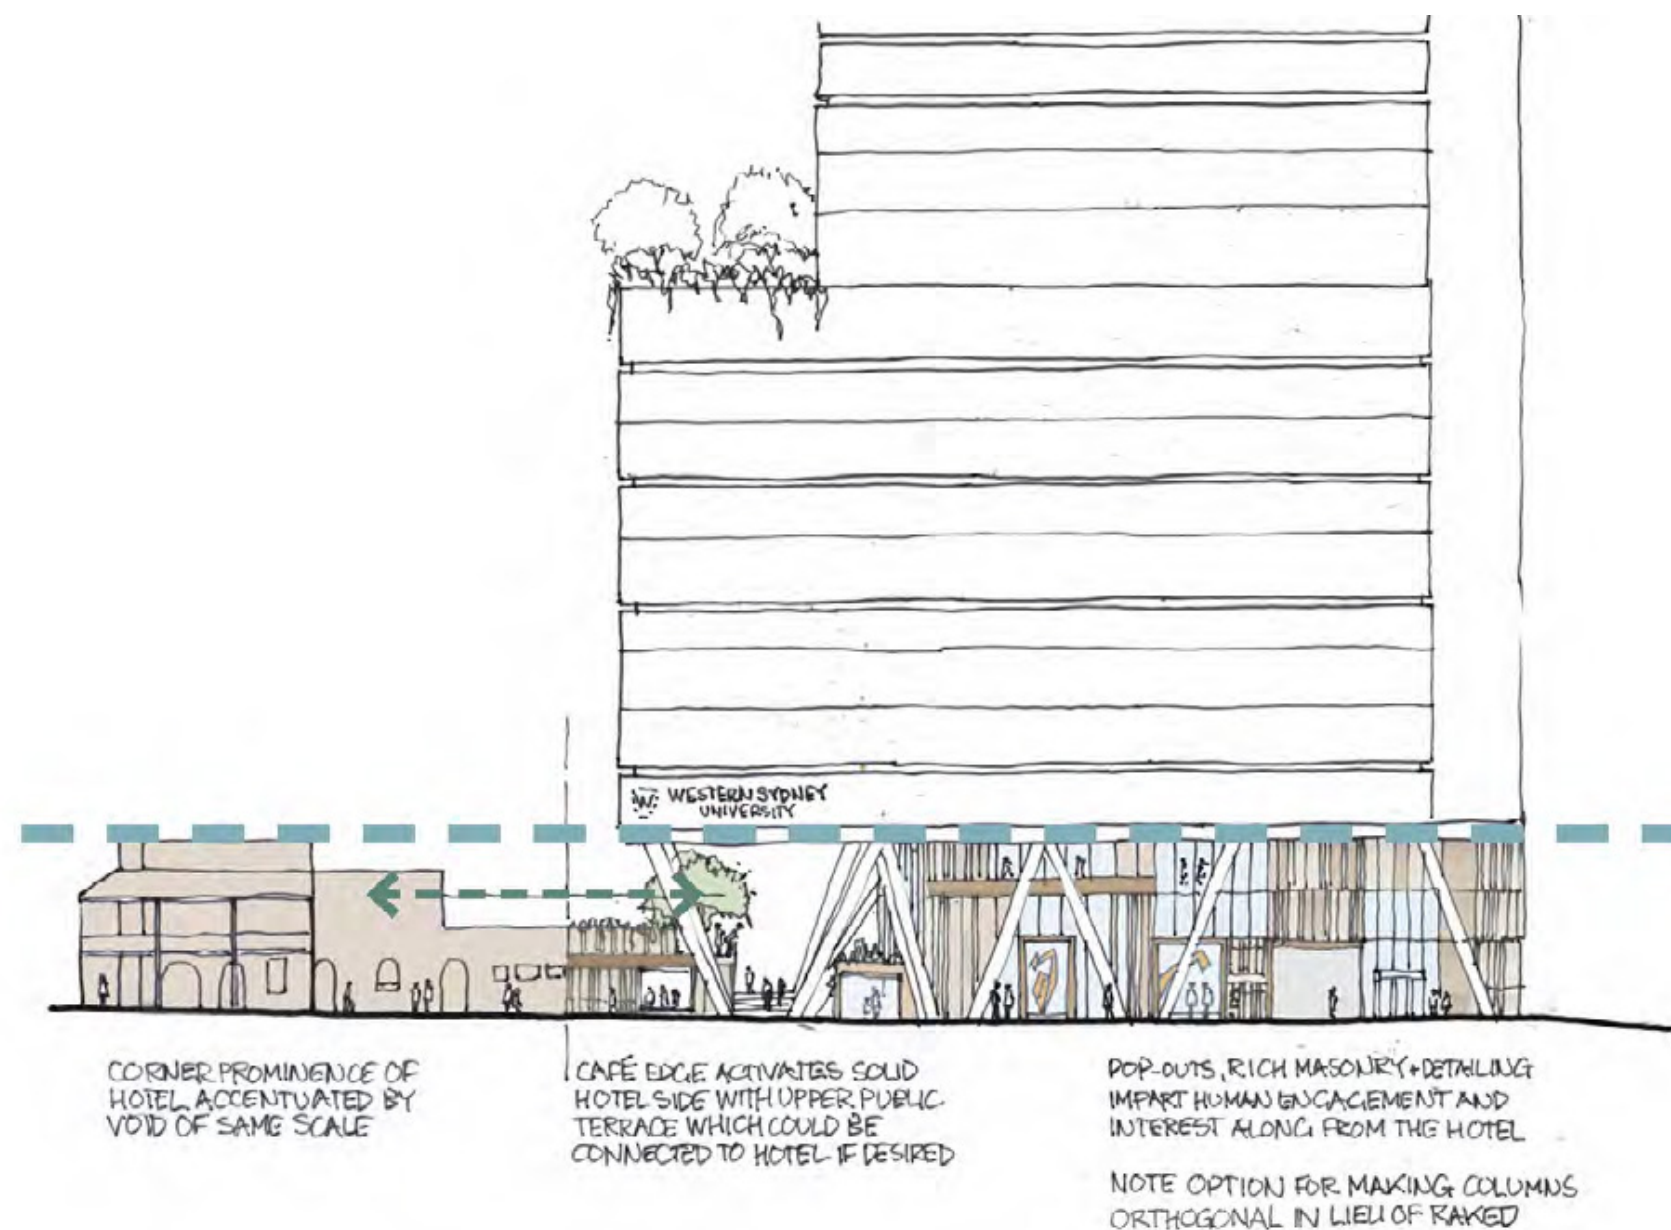 W
WESTERN SYDNEY
UNIVERSITY
CORNER PROMINENCE OF
HOTEL ACCENTUATED BY
VOID OF SAME SCALE
CAFÉ EDGE ACTIVATES SOLID
HOTEL SIDE WITH UPPER PUBLIC
TERRACE WHICH COULD BE
CONNECTED TO HOTEL IF DESIRED
POP-OUTS, RICH MASONRY + DETAILING
IMPART HUMAN ENGAGEMENT AND
INTEREST ALONG FROM THE HOTEL
NOTE OPTION FOR MAKING COLUMNS
ORTHOGONAL IN LIEU OF RAKED